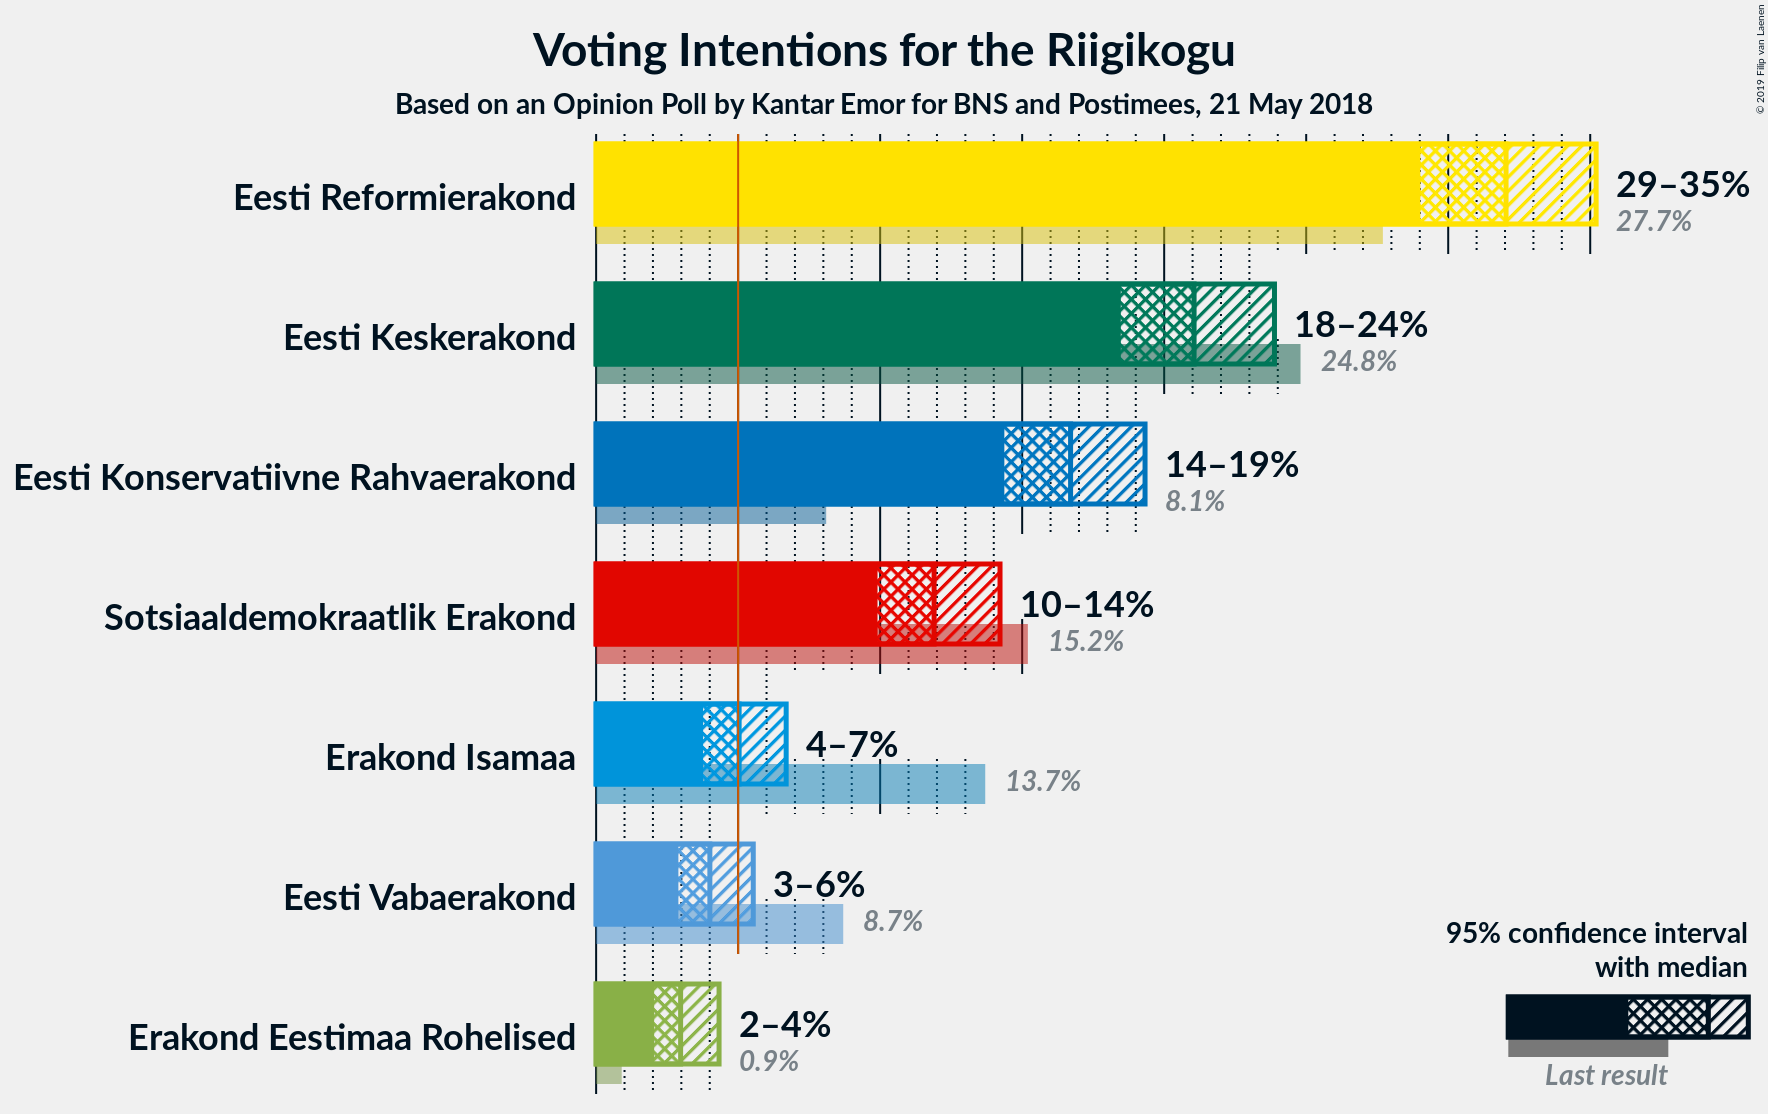 Voting Intentions for the Riigikogu
Based on an Opinion Poll by Kantar Emor for BNS and Postimees, 21 May 2018
© 2019 Filip van Laenen
Eesti Reformierakond
29–35%
27.7%
Eesti Keskerakond
18–24%
24.8%
Eesti Konservatiivne Rahvaerakond
14–19%
8.1%
Sotsiaaldemokraatlik Erakond
10–14%
15.2%
Erakond Isamaa
4–7%
13.7%
Eesti Vabaerakond
3–6%
8.7%
Erakond Eestimaa Rohelised
2–4%
0.9%
95% confidence interval
with median
Last result